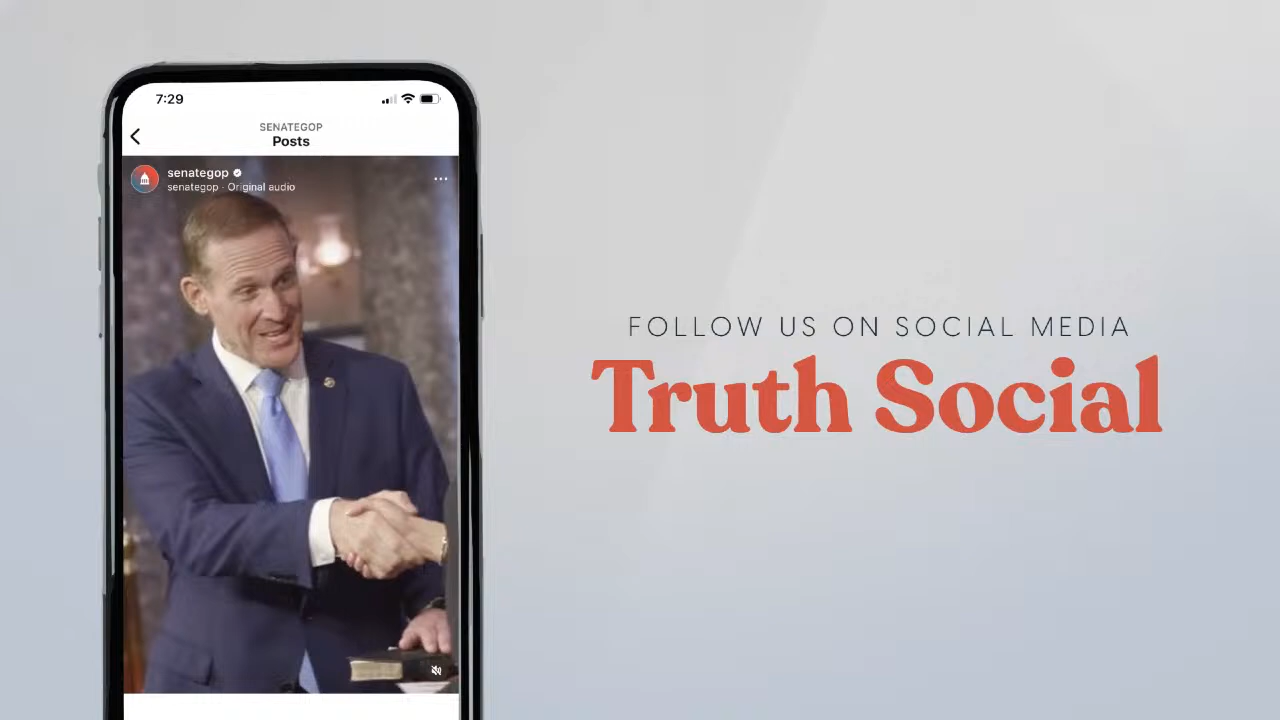 7:29
SENATEGOP
Posts
senategop
senategop · Original audio
FOLLOW US ON SOCIAL MEDIA
Truth Social